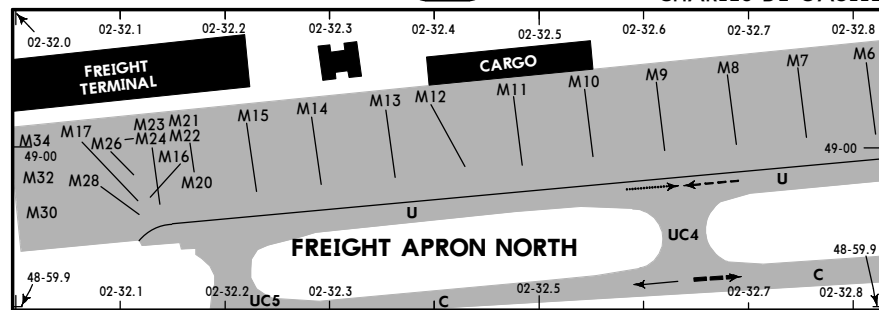 02-32.0 02-32.1 02-32.2 02-32.3 02-32.4 02-32.5 02-32.6 02-32.7 02-32.8
FREIGHT
TERMINAL
CARGO
M6
M7
M8
M9
M10
M11
M12
M13
M14
M15
M21
M23
M22
M24
M17
M26
M16
M34
49-00
49-00
M32
M28
M20
M30
U
U
UC4
FREIGHT APRON NORTH
48-59.9
48-59.9
C
C
UC5
02-32.1 02-32.2 02-32.3 02-32.5 02-32.7 02-32.8